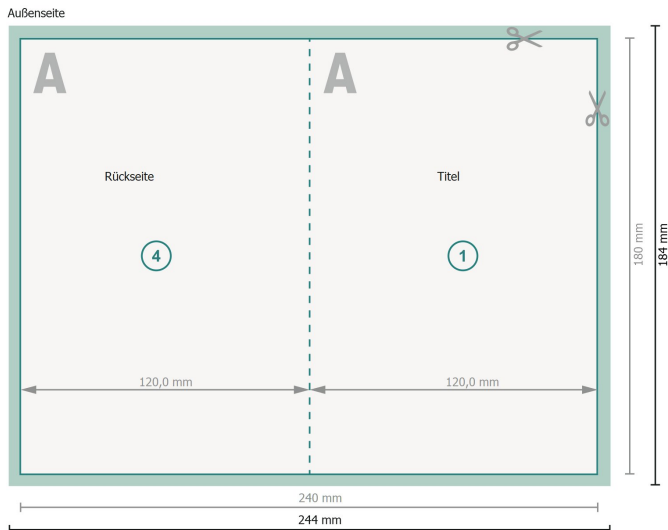 Außenseite
A
A
Rückseite
Titel
4
1
180 mm
184 mm
120,0 mm
120,0 mm
240 mm
244 mm